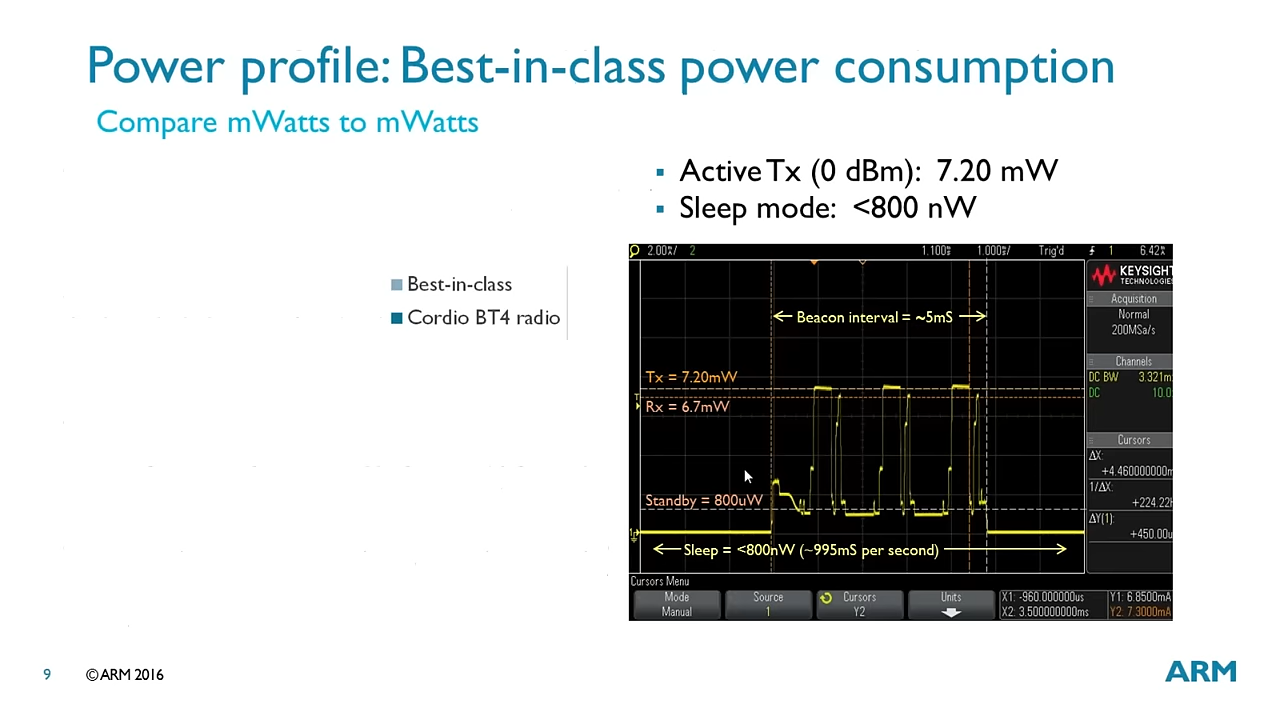 Power profile: Best-in-class power consumption
Compare mWatts to mWatts
▪ Active Tx (0 dBm): 7.20 mW
▪ Sleep mode: <800 nW
Best-in-class
Cordio BT4 radio
2.00⁠/ 2 1.100 1.000/ Trig'd 1 6.42
KEYSIGHT
TECHNOLOGIES
Acquisition
Normal
200MSa/s
Channels
DC BW 3.321m
DC 10.0
Cursors
ΔX:
+4.460000000m
1/ΔX:
+224.22
ΔY(1):
+450.00u
Beacon interval = ~5mS
Tx = 7.20mW
Rx = 6.7mW
Standby = 800uW
Sleep = <800nW (~995mS per second)
Cursors Menu
Mode
Manual
Source
1
Cursors
Y2
Units
X1: -960.000000us
X2: 3.500000000ms
Y1: 6.8500mA
Y2: 7.3000mA
9 © ARM 2016
ARM